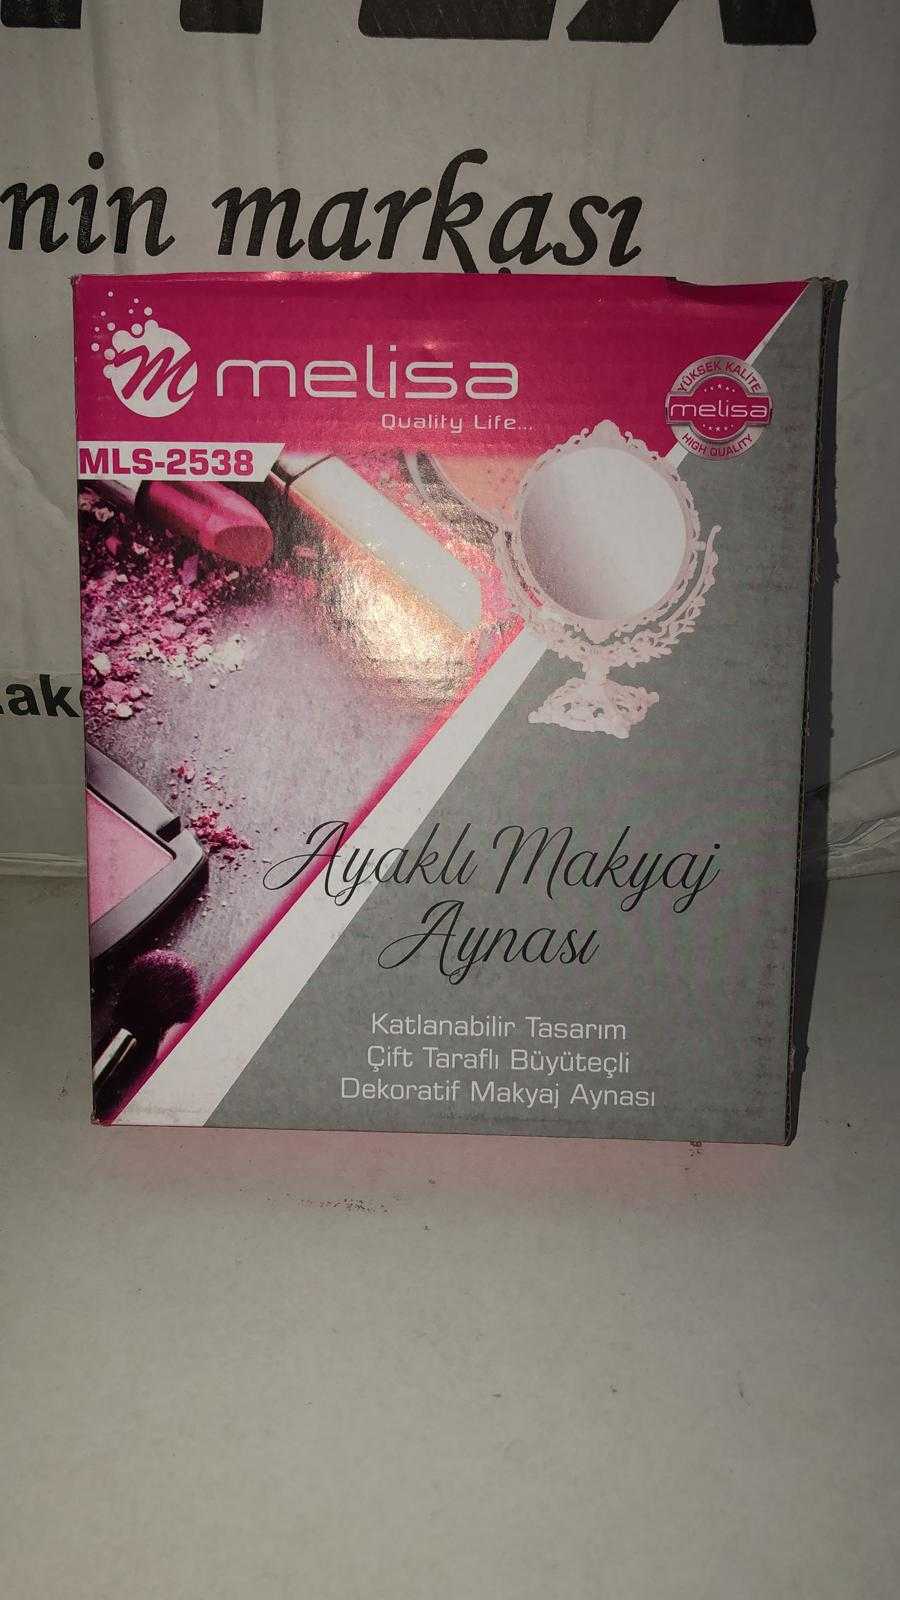 nin markası
melisa
Quality Life...
YÜKSEK KALİTE
melisa
HIGH QUALITY
MLS-2538
Ayaklı Makyaj
Aynası
Katlanabilir Tasarım
Çift Taraflı Büyüteçli
Dekoratif Makyaj Aynası